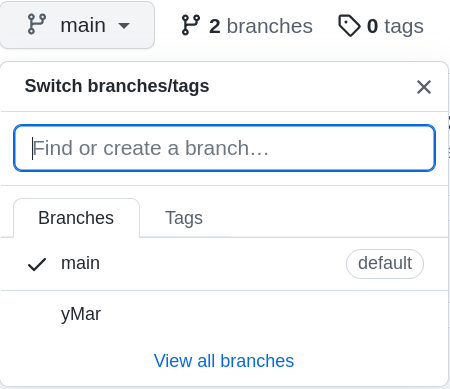 main 2 branches 0 tags
Switch branches/tags
Find or create a branch…
Branches Tags
main default
yMar
View all branches